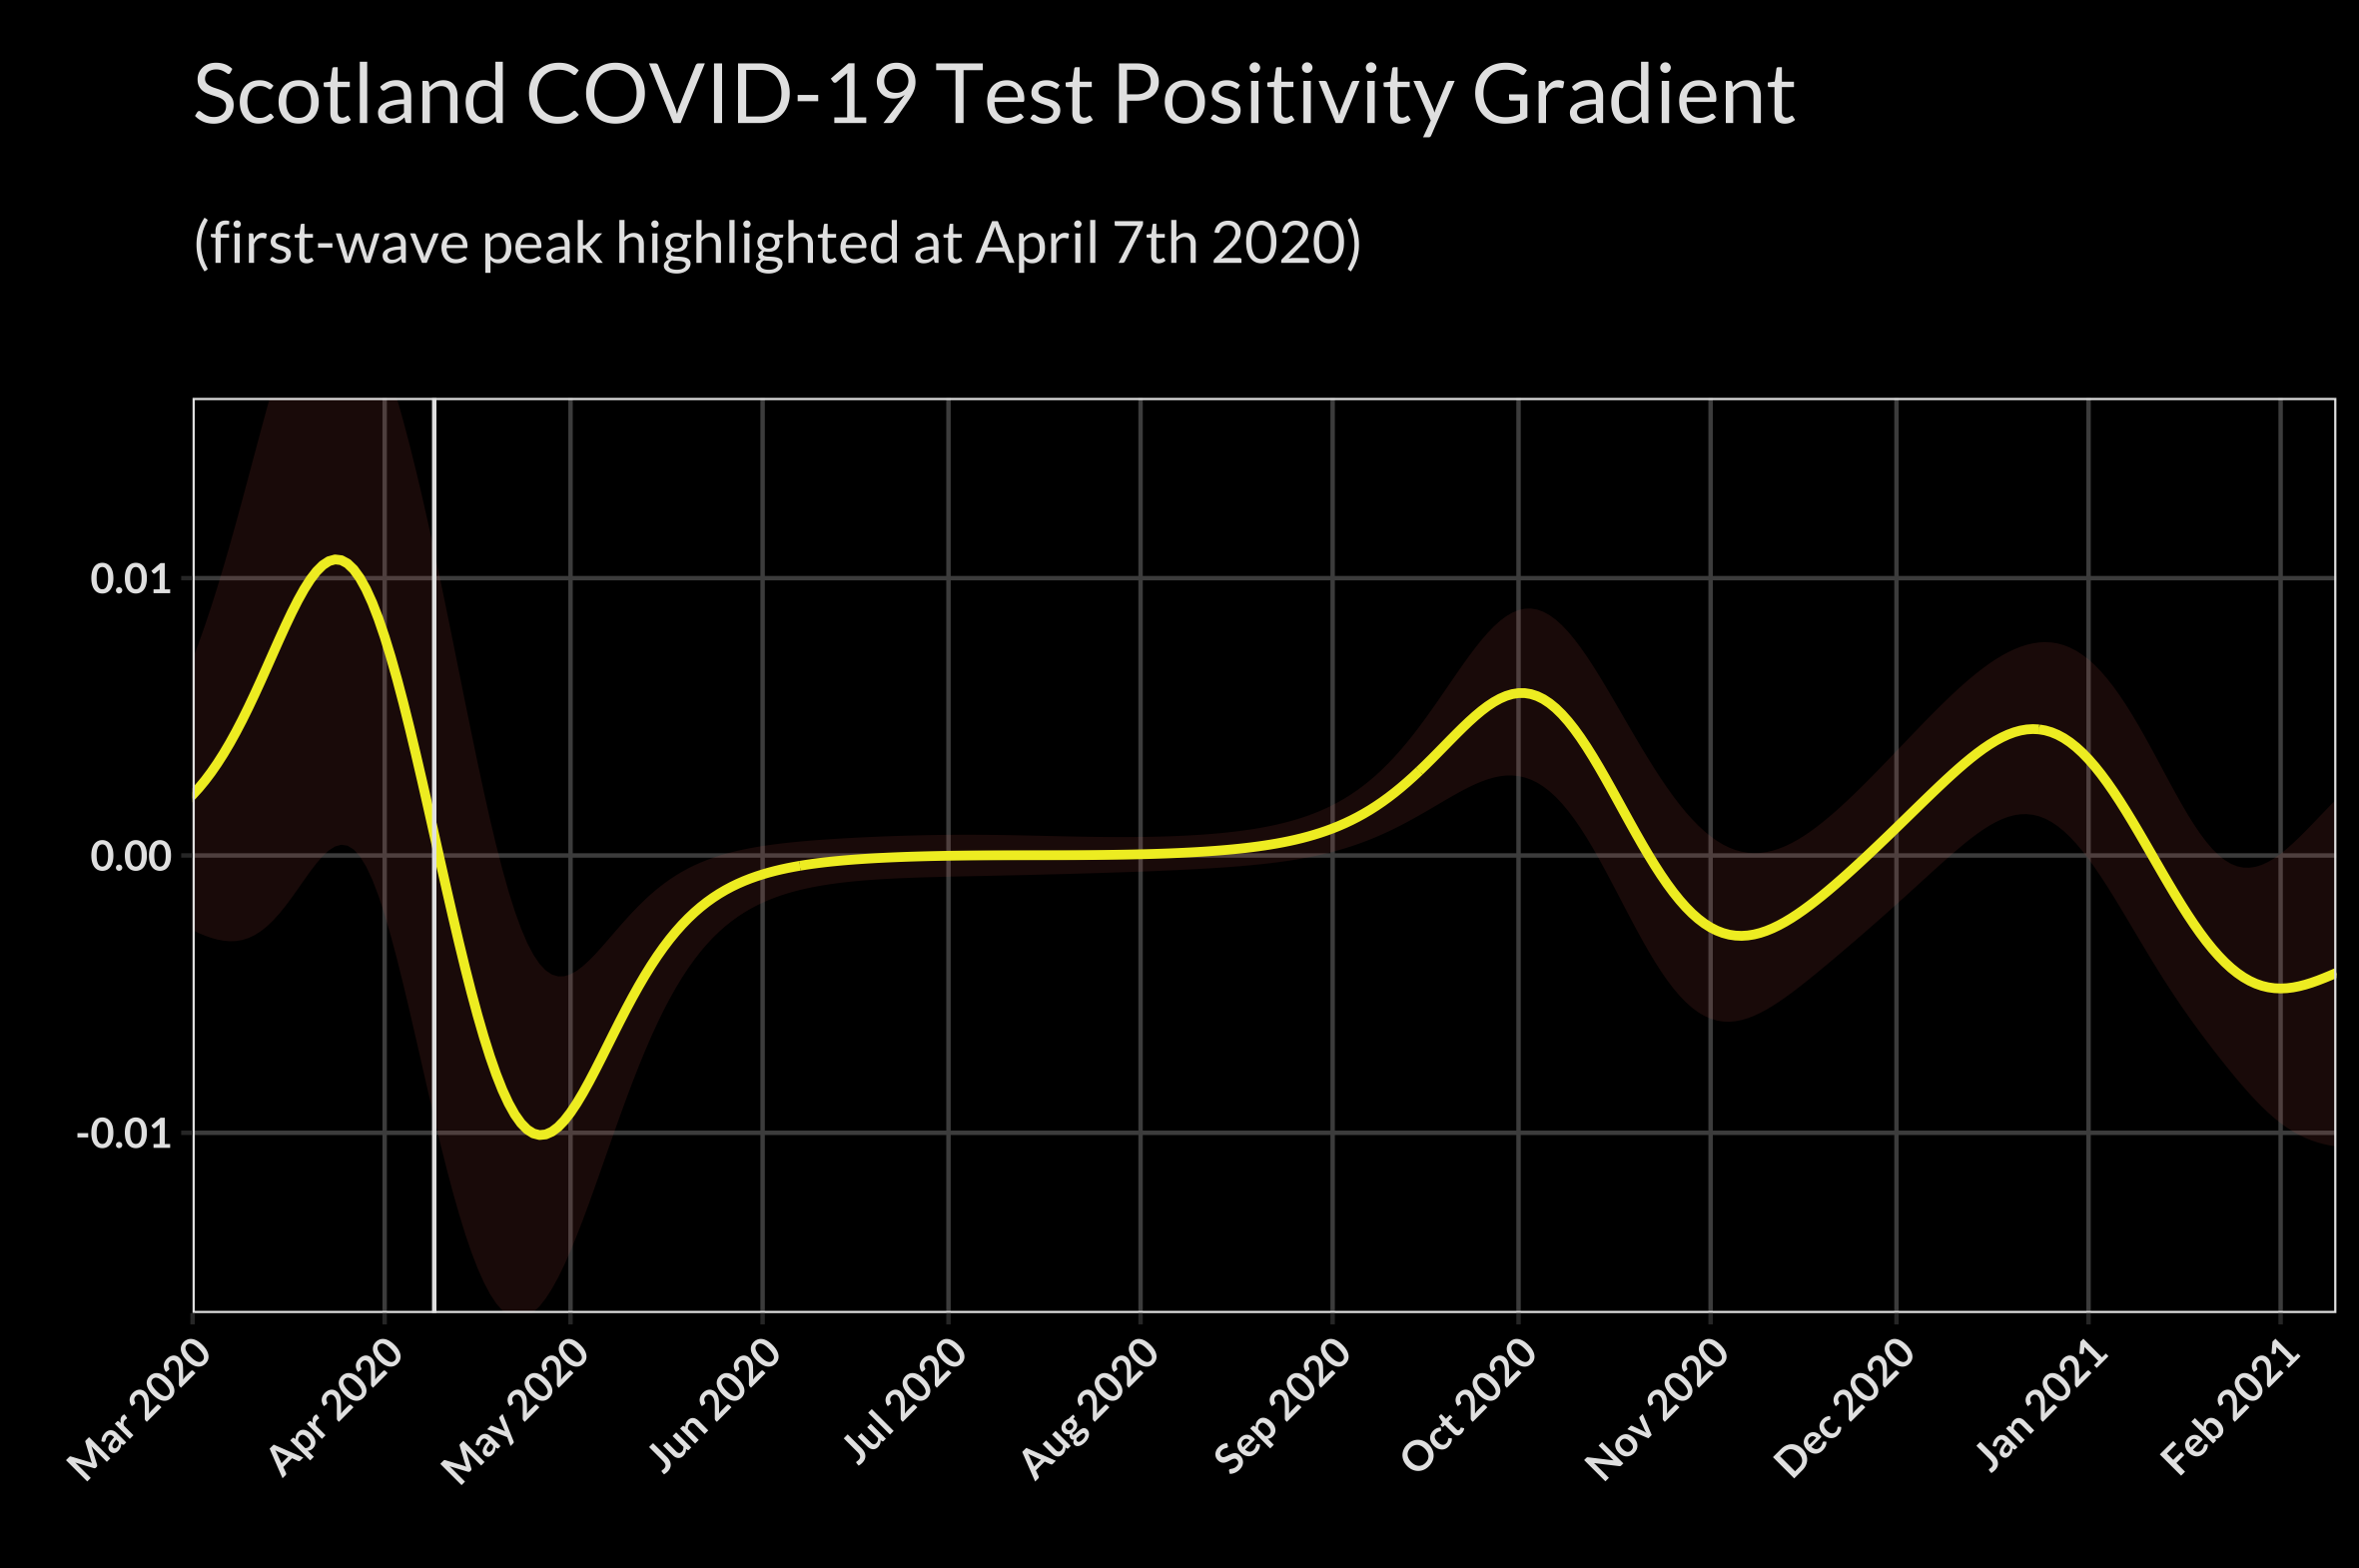 Scotland COVID-19 Test Positivity Gradient
(first-wave peak highlighted at April 7th 2020)
0.01
0.00
-0.01
Mar 2020
Apr 2020
May 2020
Jun 2020
Jul 2020
Aug 2020
Sep 2020
Oct 2020
Nov 2020
Dec 2020
Jan 2021
Feb 2021